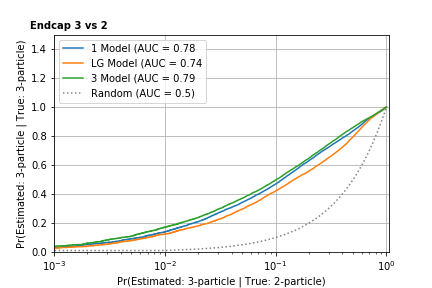 Endcap 3 vs 2
Pr(Estimated: 3-particle | True: 3-particle)
1.4
1.2
1.0
0.8
0.6
0.4
0.2
0.0
1 Model (AUC = 0.78
LG Model (AUC = 0.74
3 Model (AUC = 0.79
Random (AUC = 0.5)
10⁻³
10⁻²
10⁻¹
10⁰
Pr(Estimated: 3-particle | True: 2-particle)